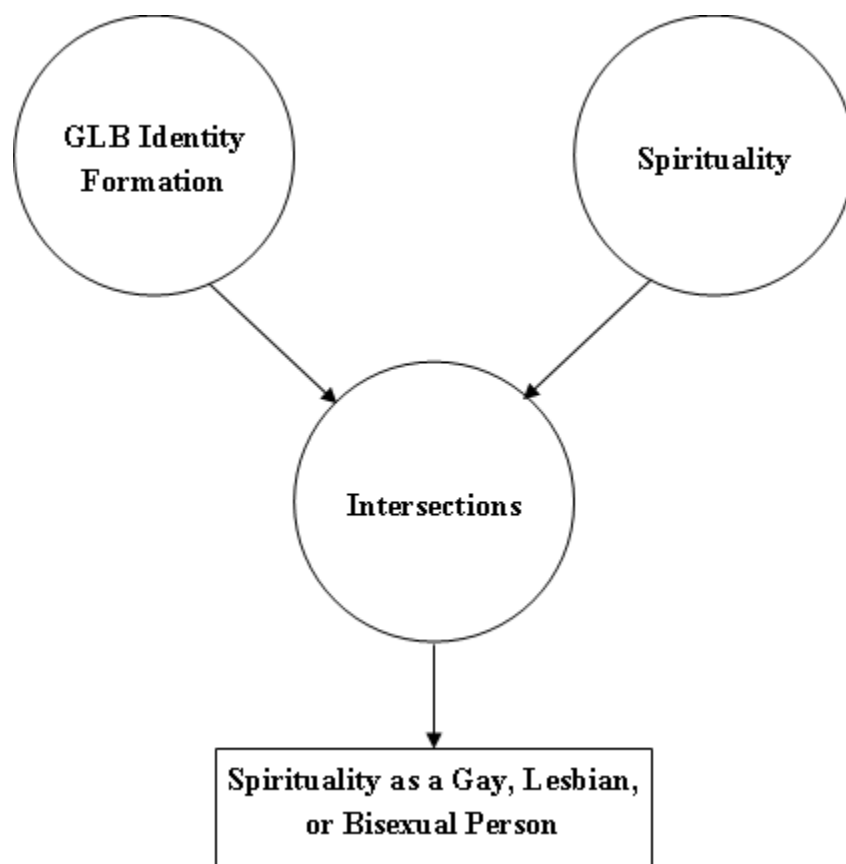 GLB Identity
Formation
Spirituality
Intersections
Spirituality as a Gay, Lesbian,
or Bisexual Person